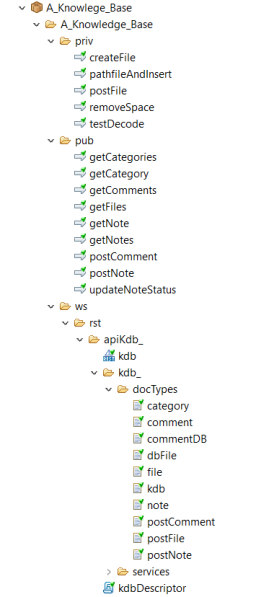 A_Knowlege_Base
A_Knowledge_Base
priv
createFile
pathfileAndInsert
postFile
removeSpace
testDecode
pub
getCategories
getCategory
getComments
getFiles
getNote
getNotes
postComment
postNote
updateNoteStatus
ws
rst
apiKdb_
kdb
kdb_
docTypes
category
comment
commentDB
dbFile
file
kdb
note
postComment
postFile
postNote
services
kdbDescriptor